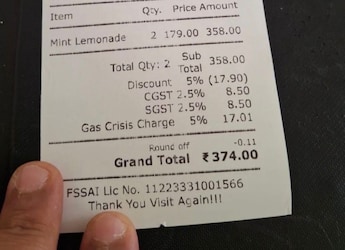 Item Qty. Price Amount
Mint Lemonade 2 179.00 358.00
Total Qty: 2 Sub Total 358.00
Discount 5% (17.90)
CGST 2.5% 8.50
SGST 2.5% 8.50
Gas Crisis Charge 5% 17.01
Round off -0.11
Grand Total ₹374.00
FSSAI Lic No. 11223331001566
Thank You Visit Again!!!